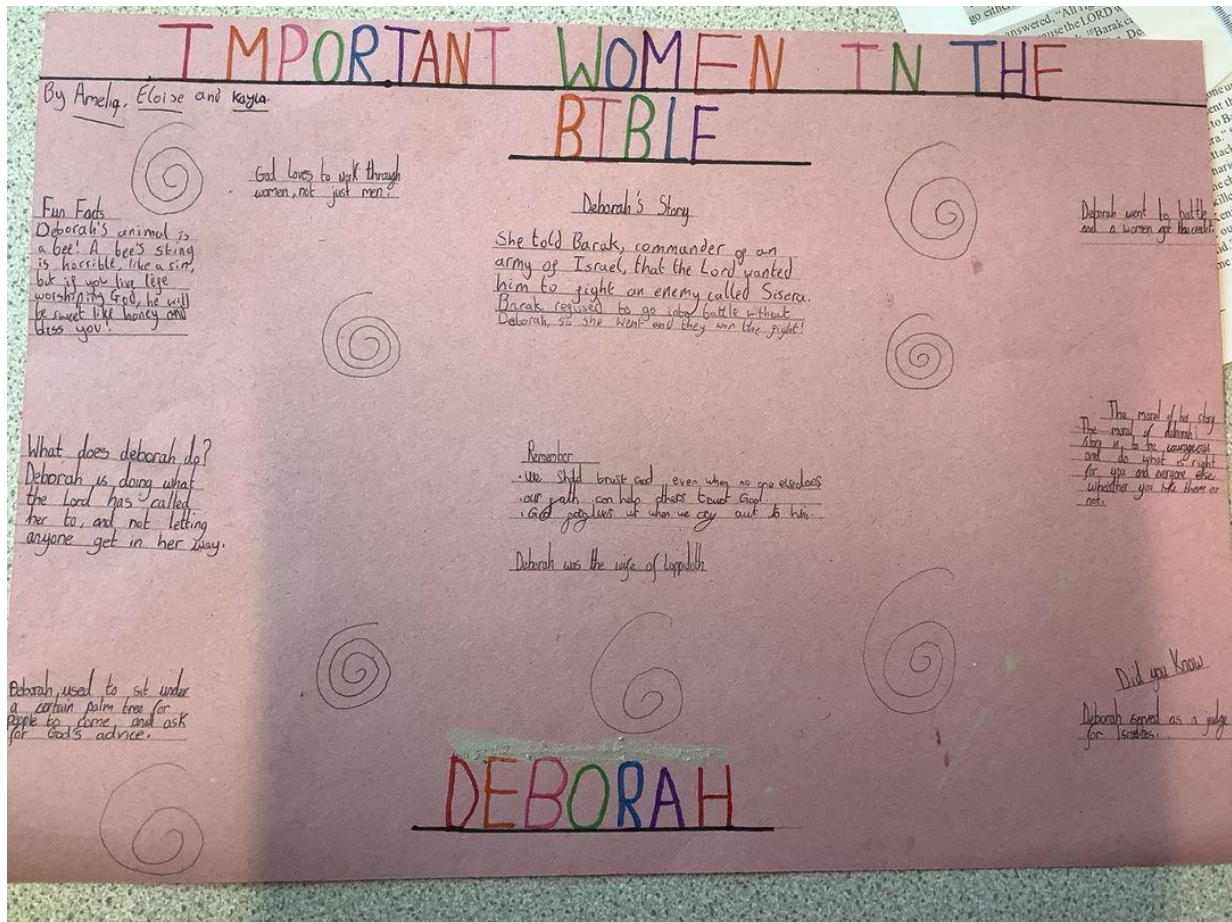 IMPORTANT WOMEN IN THE
BIBLE
By Amelia, Eloise and Kayla.
God loves to work through
women, not just men!
Fun Facts
Deborah's animal is
a bee! A bee's sting
is horrible, like a sin,
but if you live life
worshiping God, he will
be sweet like honey and
bless you!
Deborah's Story
She told Barak, commander of an
army of Israel, that the Lord wanted
him to fight an enemy called Sisera.
Barak refused to go into battle without
Deborah, so she went and they won the fight!
Deborah went to battle
and a women got the credit.
What does deborah do?
Deborah is doing what
the Lord has called
her to, and not letting
anyone get in her way.
Remember
· We should trust God even when no one else does
· our faith can help others trust God
· God forgives us when we cry out to him.
Deborah was the wife of Lappidoth
The moral of her story
The moral of deborah's
story is to be courageous
and do what is right
for you and everyone else
whether you like them or
not.
Deborah used to sit under
a certain palm tree for
people to come and ask
for God's advice.
Did you Know
Deborah served as a judge
for Israelites.
DEBORAH
answered, "All
the LORD
Barak